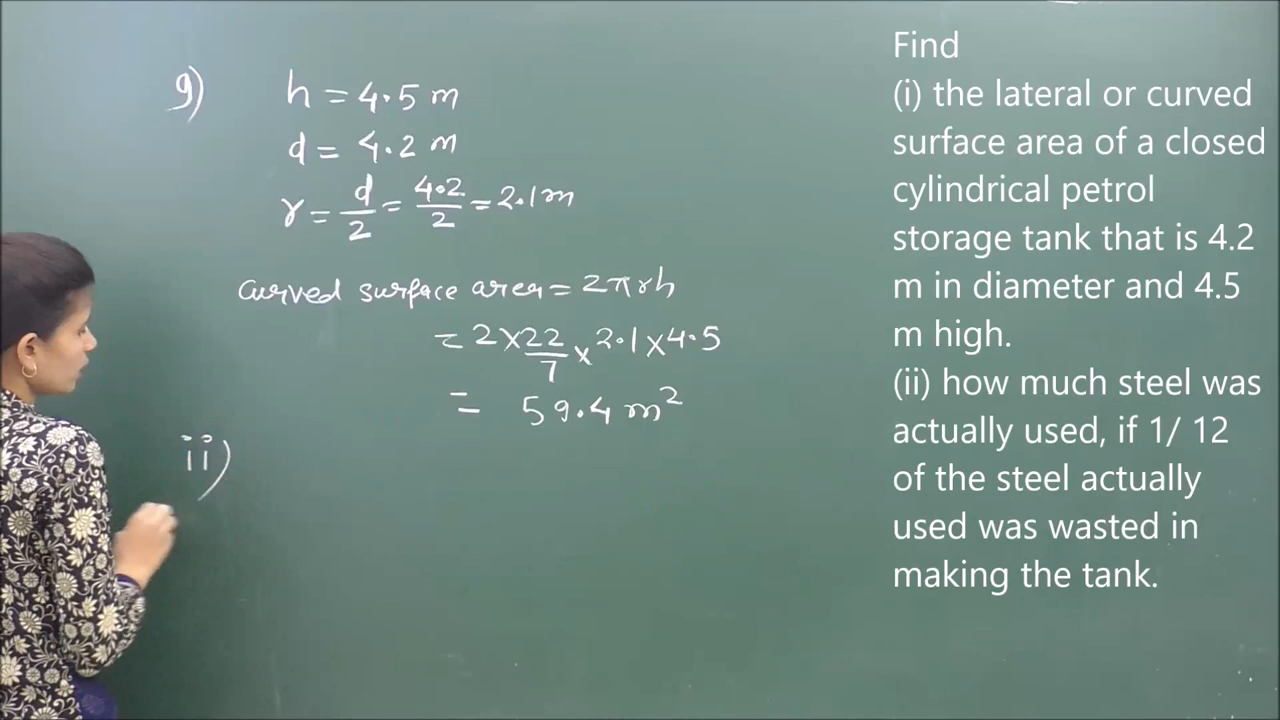 9) h = 4.5 m
d = 4.2 m
r = d/2 = 4.2/2 = 2.1m
curved surface area = 2πrh
= 2 × 22/7 × 2.1 × 4.5
= 59.4 m²
ii)
Find
(i) the lateral or curved
surface area of a closed
cylindrical petrol
storage tank that is 4.2
m in diameter and 4.5
m high.
(ii) how much steel was
actually used, if 1/ 12
of the steel actually
used was wasted in
making the tank.